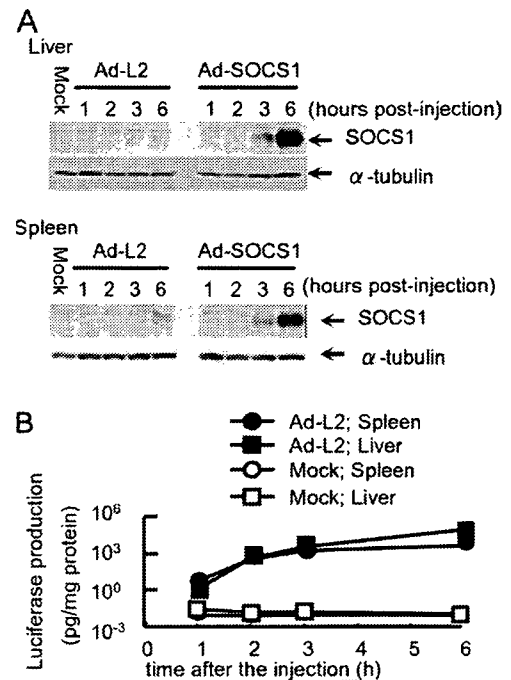 A
Liver
Mock Ad-L2 Ad-SOCS1
1 2 3 6 1 2 3 6 (hours post-injection)
SOCS1
α-tubulin
Spleen
Mock Ad-L2 Ad-SOCS1
1 2 3 6 1 2 3 6 (hours post-injection)
SOCS1
α-tubulin
B
Ad-L2; Spleen
Ad-L2; Liver
Mock; Spleen
Mock; Liver
Luciferase production
(pg/mg protein)
10⁶
10³
10⁰
10⁻³
0 1 2 3 4 5 6
time after the injection (h)